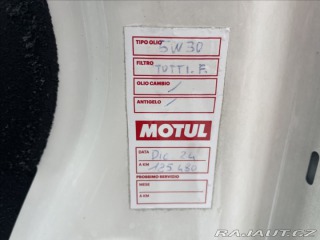 TIPO OLIO 5W30
FILTRO TUTTI.F.
OLIO CAMBIO /
ANTIGELO /
MOTUL
DATA DIC 24
A KM 125.480
PROSSIMO SERVIZIO
MESE
A KM
RAJAUT.CZ